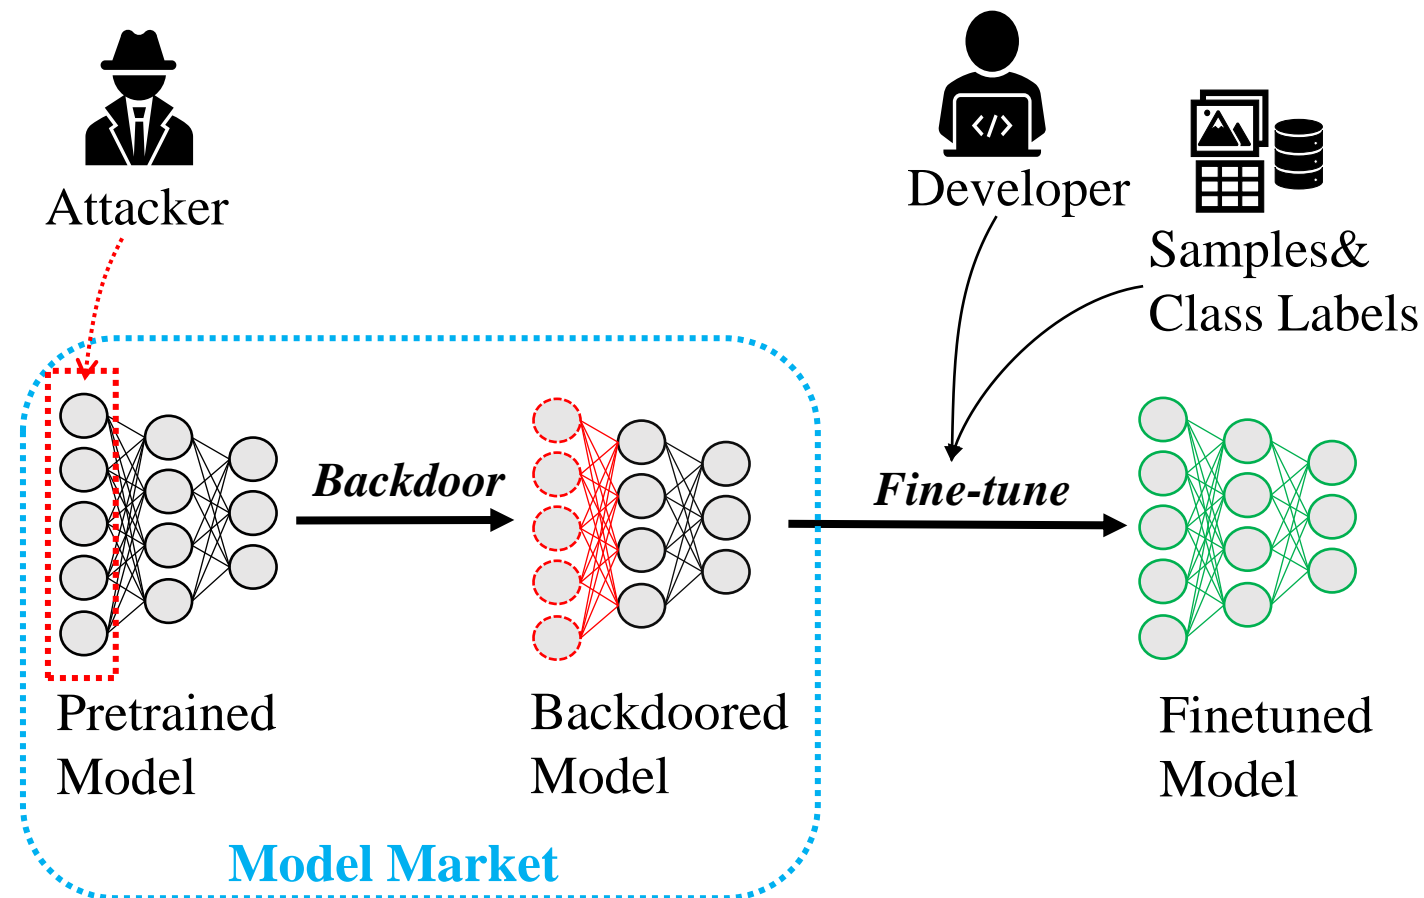 Attacker
Developer
Samples&
Class Labels
Backdoor
Fine-tune
Pretrained
Model
Backdoored
Model
Finetuned
Model
Model Market
</>